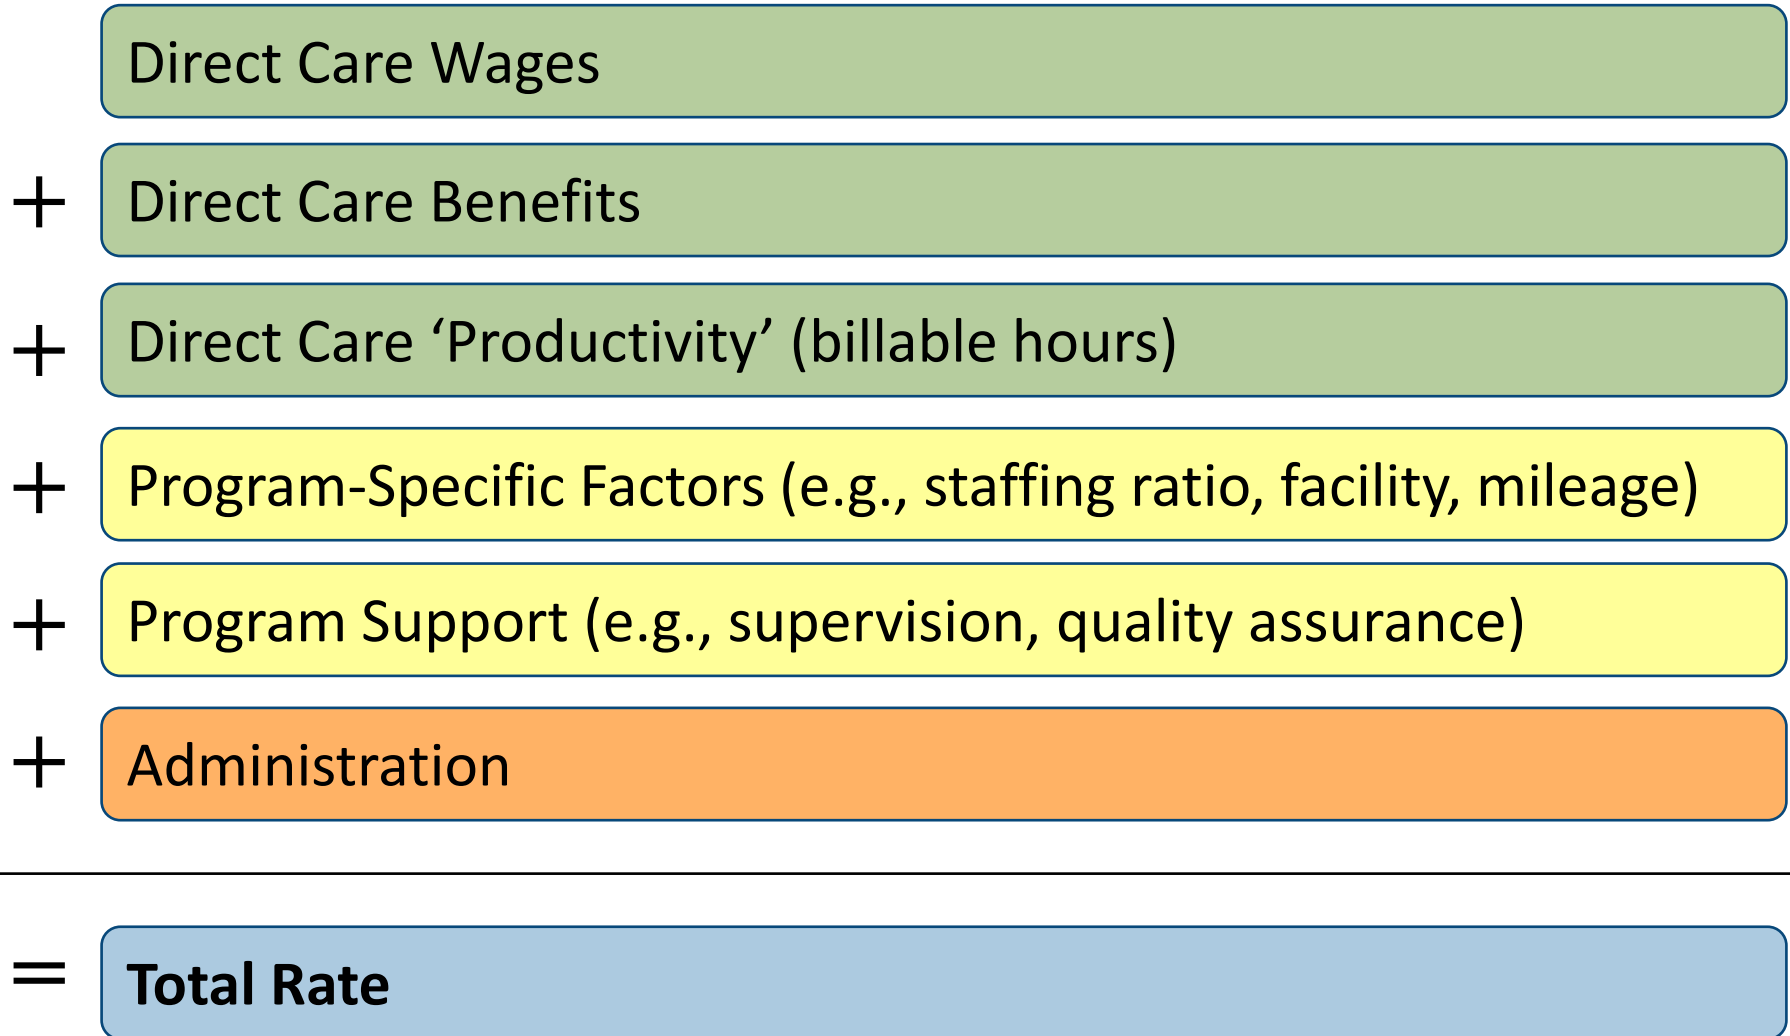 Direct Care Wages
+ Direct Care Benefits
+ Direct Care ‘Productivity’ (billable hours)
+ Program-Specific Factors (e.g., staffing ratio, facility, mileage)
+ Program Support (e.g., supervision, quality assurance)
+ Administration
= Total Rate